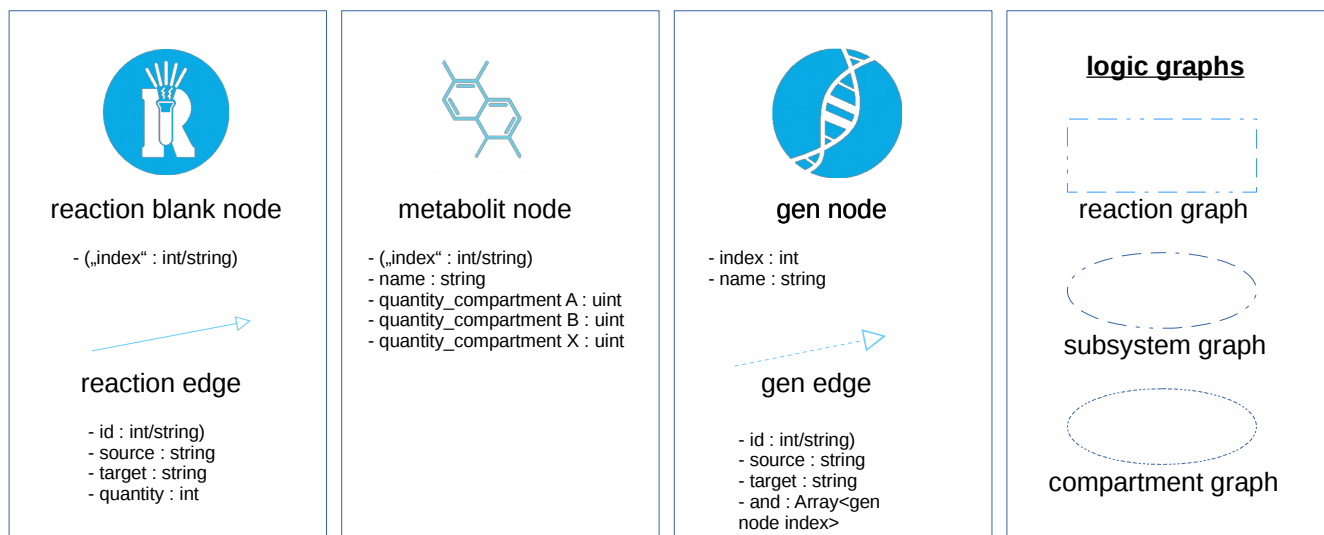 R
reaction blank node
- („index“ : int/string)
reaction edge
- id : int/string)
- source : string
- target : string
- quantity : int
metabolit node
- („index“ : int/string)
- name : string
- quantity_compartment A : uint
- quantity_compartment B : uint
- quantity_compartment X : uint
gen node
- index : int
- name : string
gen edge
- id : int/string)
- source : string
- target : string
- and : Array<gen
node index>
logic graphs
reaction graph
subsystem graph
compartment graph